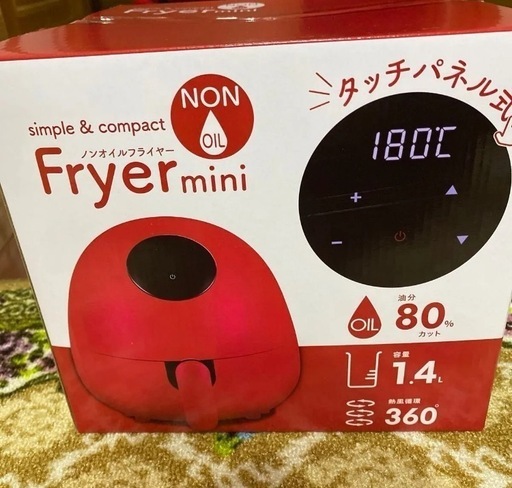 タッチパネル式
NON
OIL
simple & compact
ノンオイルフライヤー
Fryer mini
180℃
+
−
OIL
油分
80%
カット
容量
1.4L
熱風循環
360°